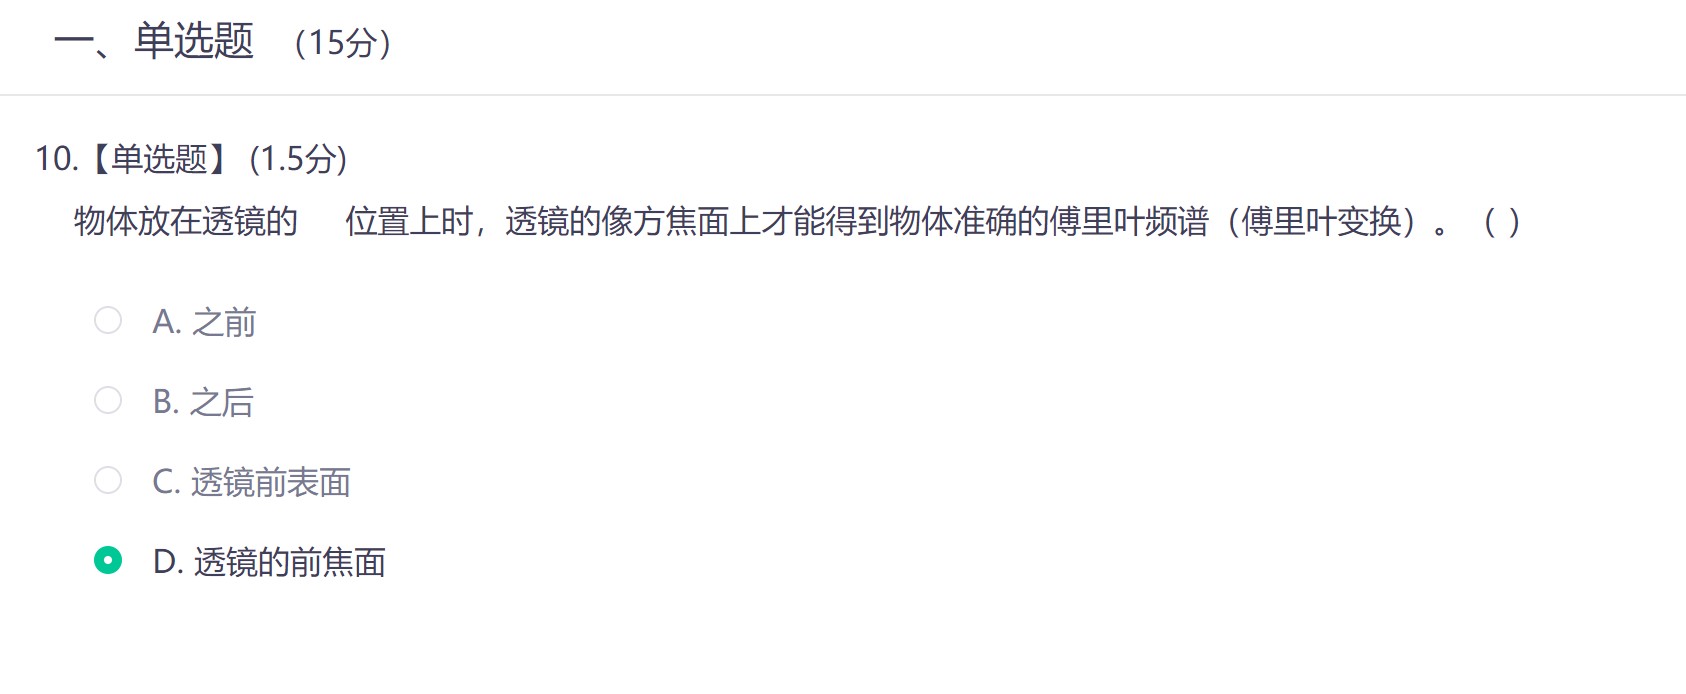 一、单选题 （15分）
10.【单选题】 (1.5分)
物体放在透镜的 位置上时，透镜的像方焦面上才能得到物体准确的傅里叶频谱（傅里叶变换）。（ ）
A. 之前
B. 之后
C. 透镜前表面
D. 透镜的前焦面